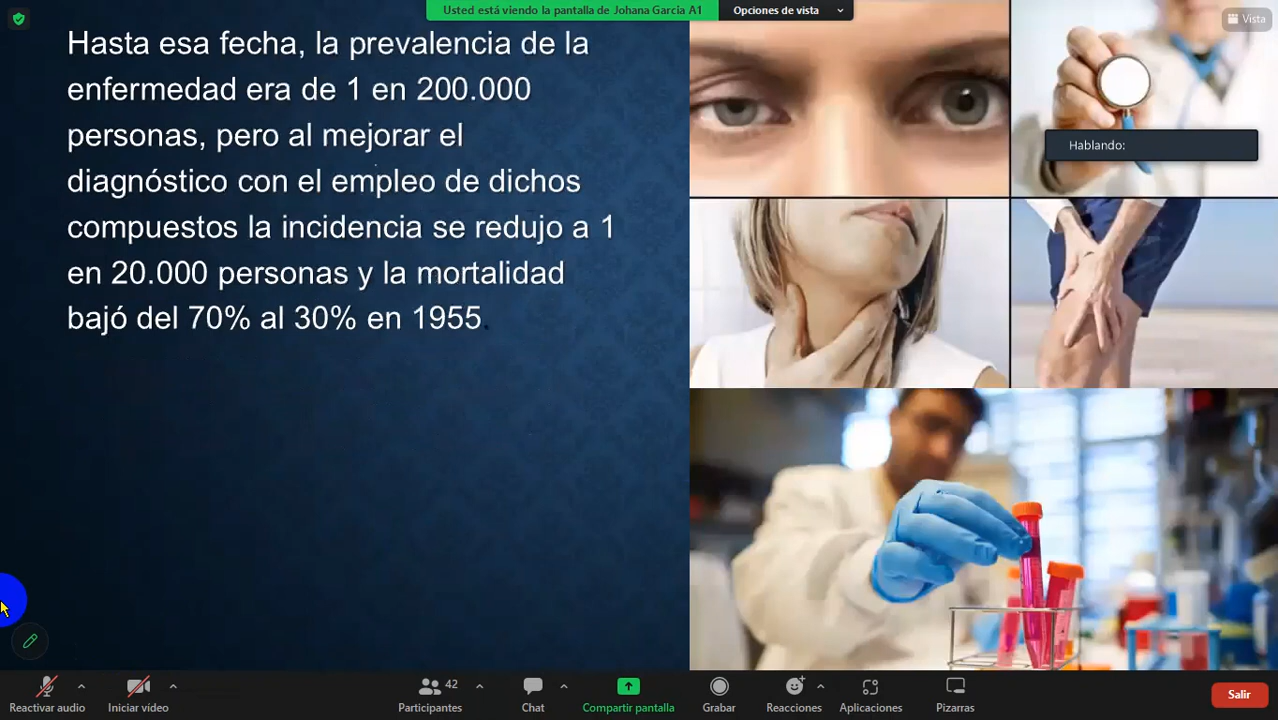 Usted está viendo la pantalla de Johana Garcia A1
Opciones de vista
Vista
Hasta esa fecha, la prevalencia de la
enfermedad era de 1 en 200.000
personas, pero al mejorar el
diagnóstico con el empleo de dichos
compuestos la incidencia se redujo a 1
en 20.000 personas y la mortalidad
bajó del 70% al 30% en 1955.
Hablando:
Reactivar audio
Iniciar vídeo
Participantes
42
Chat
Compartir pantalla
Grabar
Reacciones
Aplicaciones
Pizarras
Salir